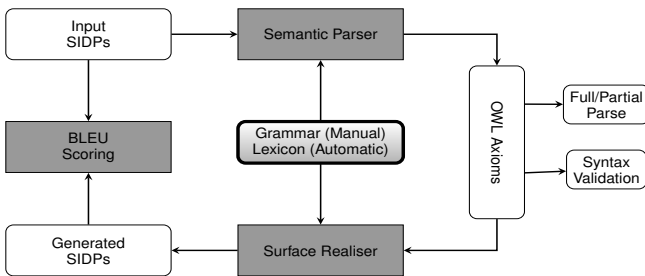 Input
SIDPs
Semantic Parser
OWL Axioms
Full/Partial
Parse
BLEU
Scoring
Grammar (Manual)
Lexicon (Automatic)
Syntax
Validation
Generated
SIDPs
Surface Realiser